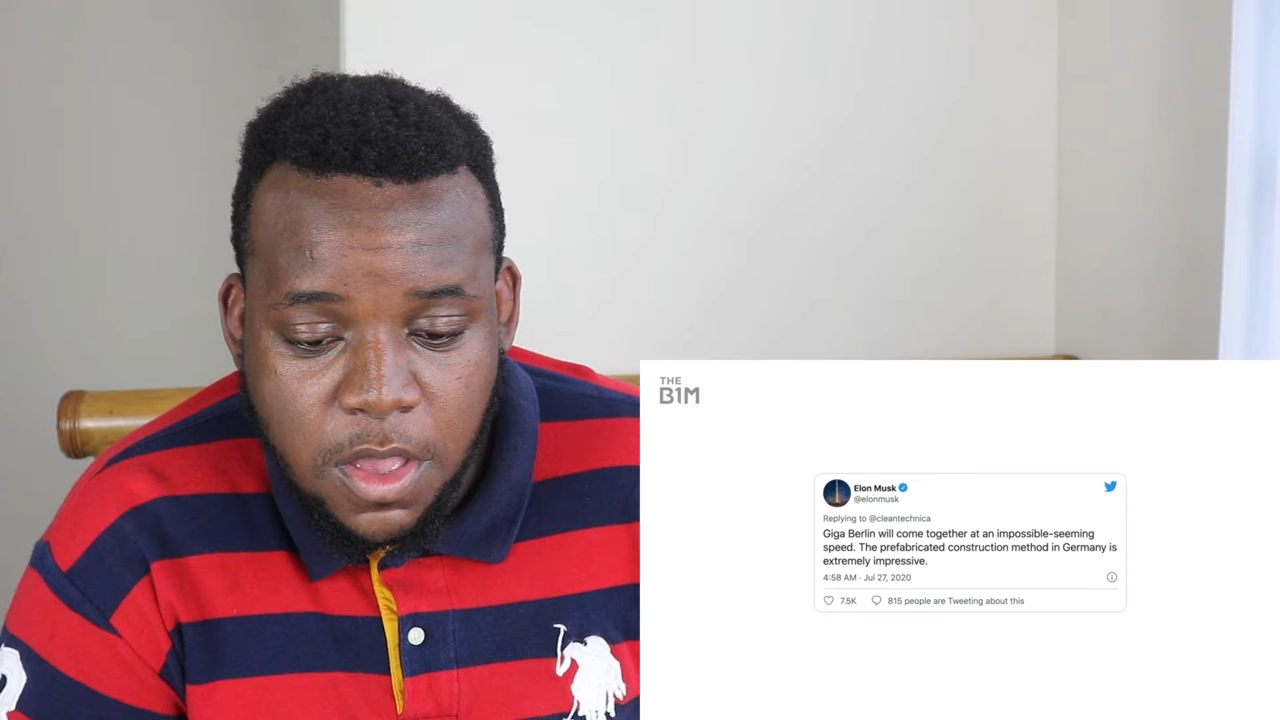 THE
B1M
Elon Musk
@elonmusk
Replying to @cleantechnica
Giga Berlin will come together at an impossible-seeming
speed. The prefabricated construction method in Germany is
extremely impressive.
4:58 AM · Jul 27, 2020
7.5K
815 people are Tweeting about this